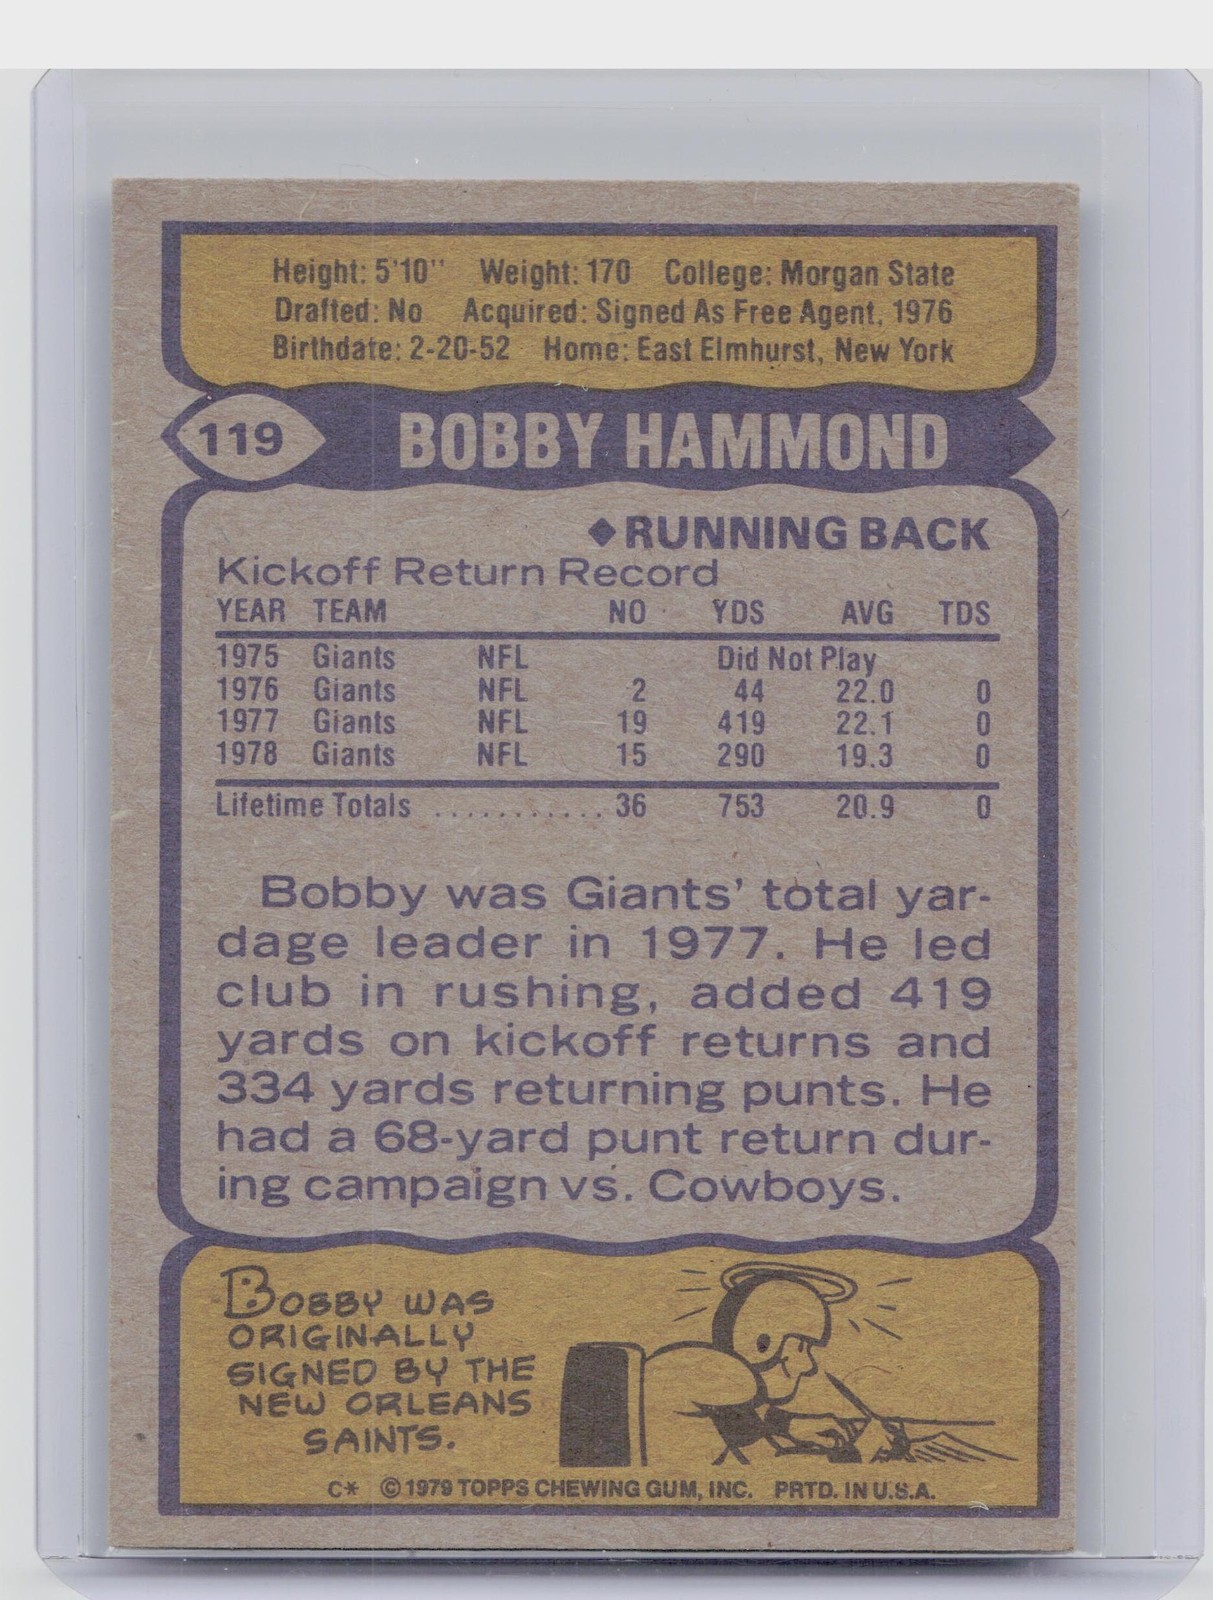 Height: 5'10" Weight: 170 College: Morgan State
Drafted: No Acquired: Signed As Free Agent, 1976
Birthdate: 2-20-52 Home: East Elmhurst, New York
119 BOBBY HAMMOND
◆RUNNING BACK
Kickoff Return Record
YEAR TEAM NO YDS AVG TDS
1975 Giants NFL Did Not Play
1976 Giants NFL 2 44 22.0 0
1977 Giants NFL 19 419 22.1 0
1978 Giants NFL 15 290 19.3 0
Lifetime Totals ........... 36 753 20.9 0
Bobby was Giants' total yar-
dage leader in 1977. He led
club in rushing, added 419
yards on kickoff returns and
334 yards returning punts. He
had a 68-yard punt return dur-
ing campaign vs. Cowboys.
BOBBY WAS
ORIGINALLY
SIGNED BY THE
NEW ORLEANS
SAINTS.
C* © 1979 TOPPS CHEWING GUM, INC. PRTD. IN U.S.A.